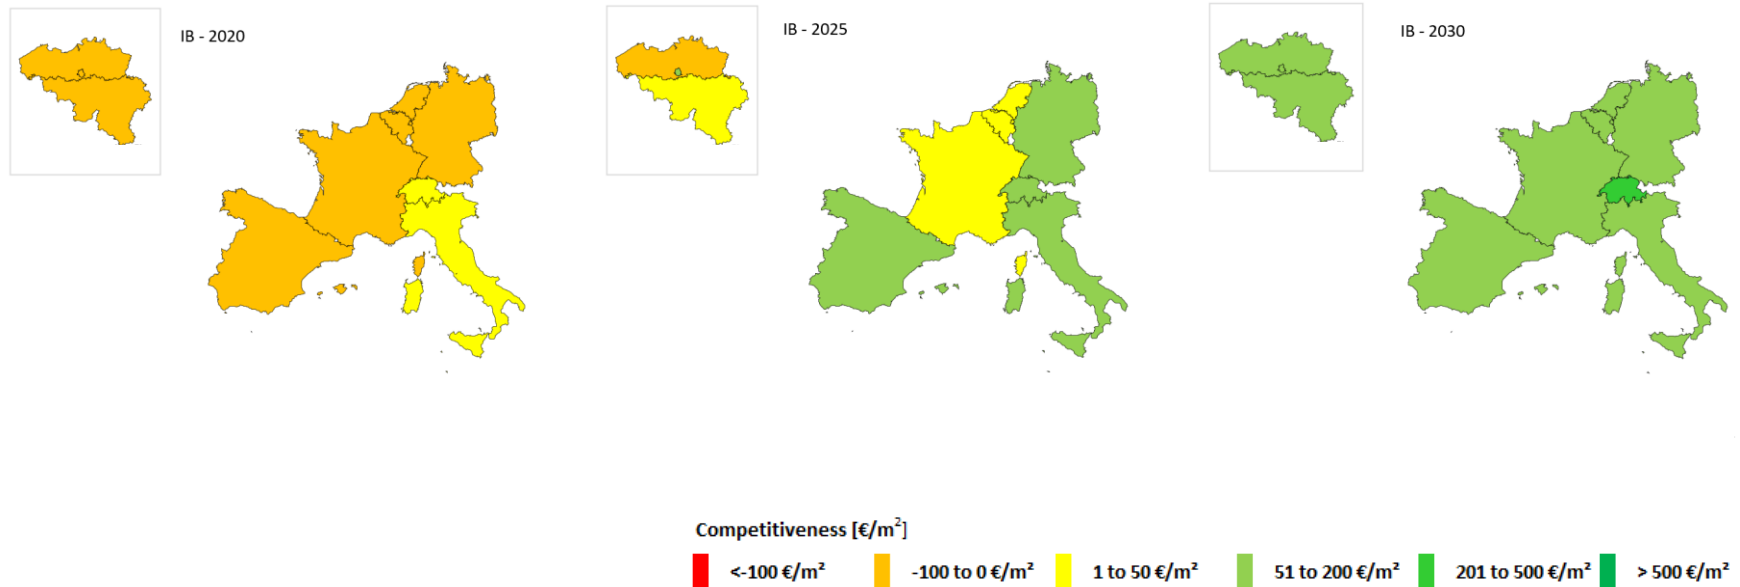 IB - 2020
IB - 2025
IB - 2030
Competitiveness [€/m²]
<-100 €/m²
-100 to 0 €/m²
1 to 50 €/m²
51 to 200 €/m²
201 to 500 €/m²
> 500 €/m²